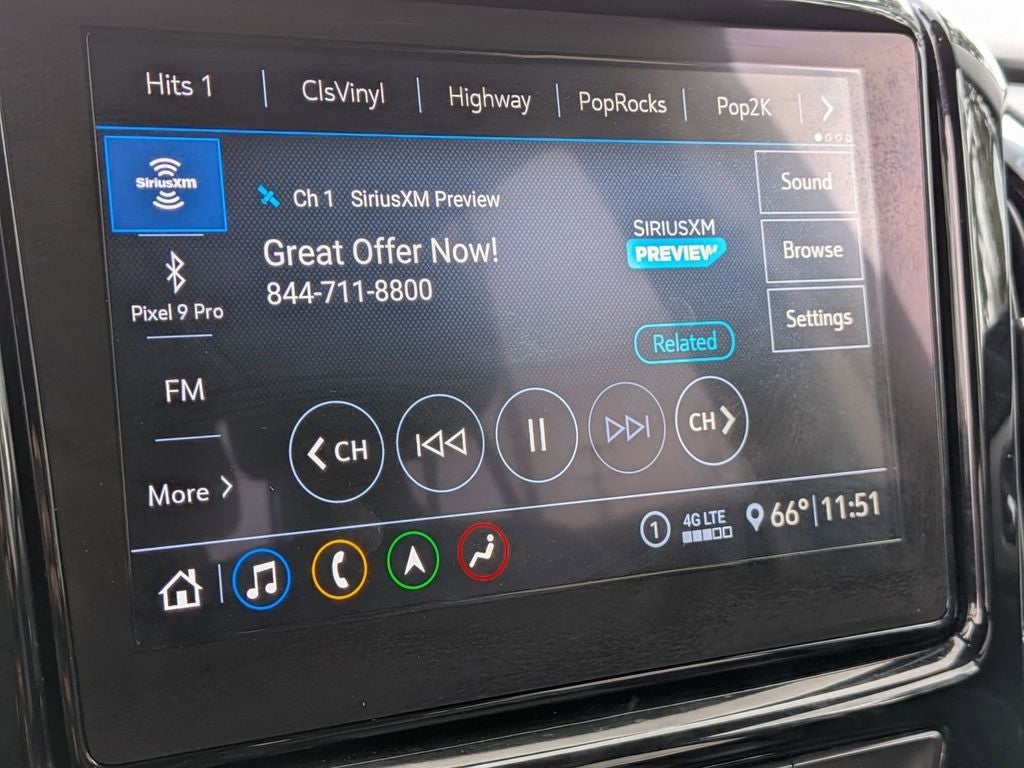 Hits 1 ClsVinyl Highway PopRocks Pop2K
SiriusXM
Ch 1 SiriusXM Preview
Great Offer Now!
844-711-8800
SIRIUSXM
PREVIEW
Related
Sound
Browse
Settings
Pixel 9 Pro
FM
More
CH
CH
1 4G LTE 66° 11:51